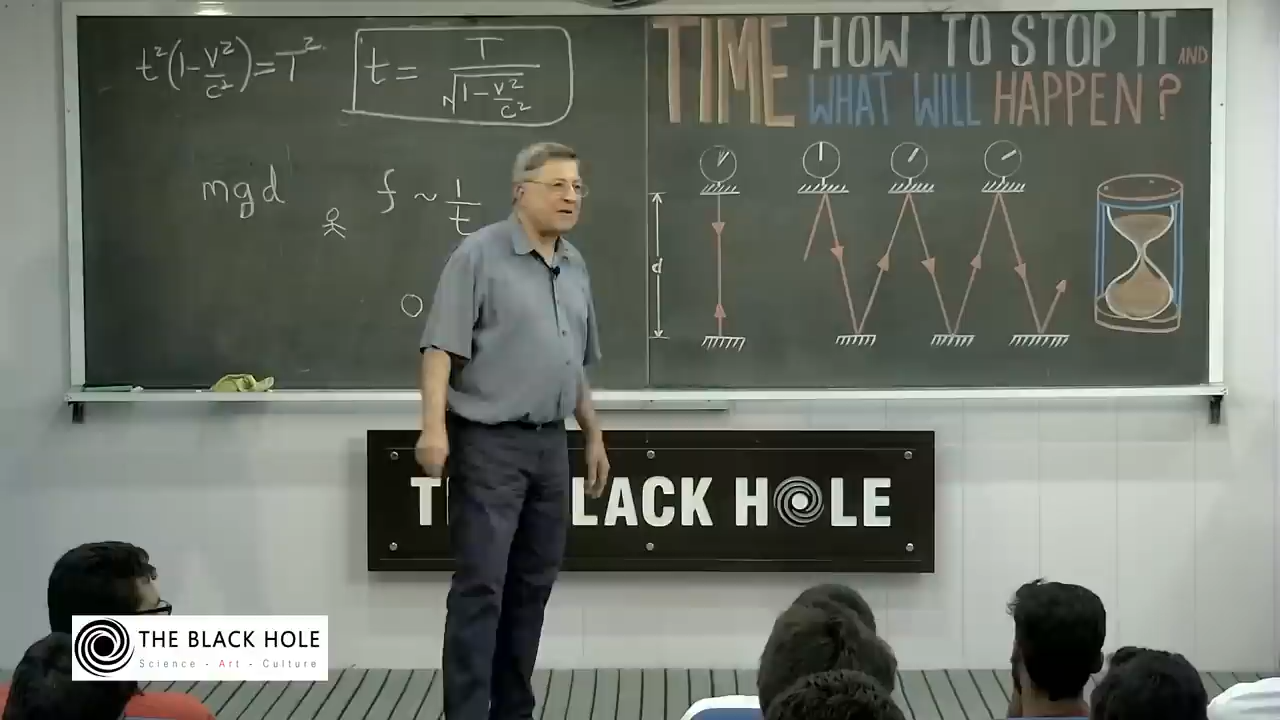 t²(1-v²/c²)=T²
t = T/√(1-v²/c²)
mgd
f ~ 1/t
TIME HOW TO STOP IT AND
WHAT WILL HAPPEN?
d
T LACK HOLE
THE BLACK HOLE
Science - Art - Culture